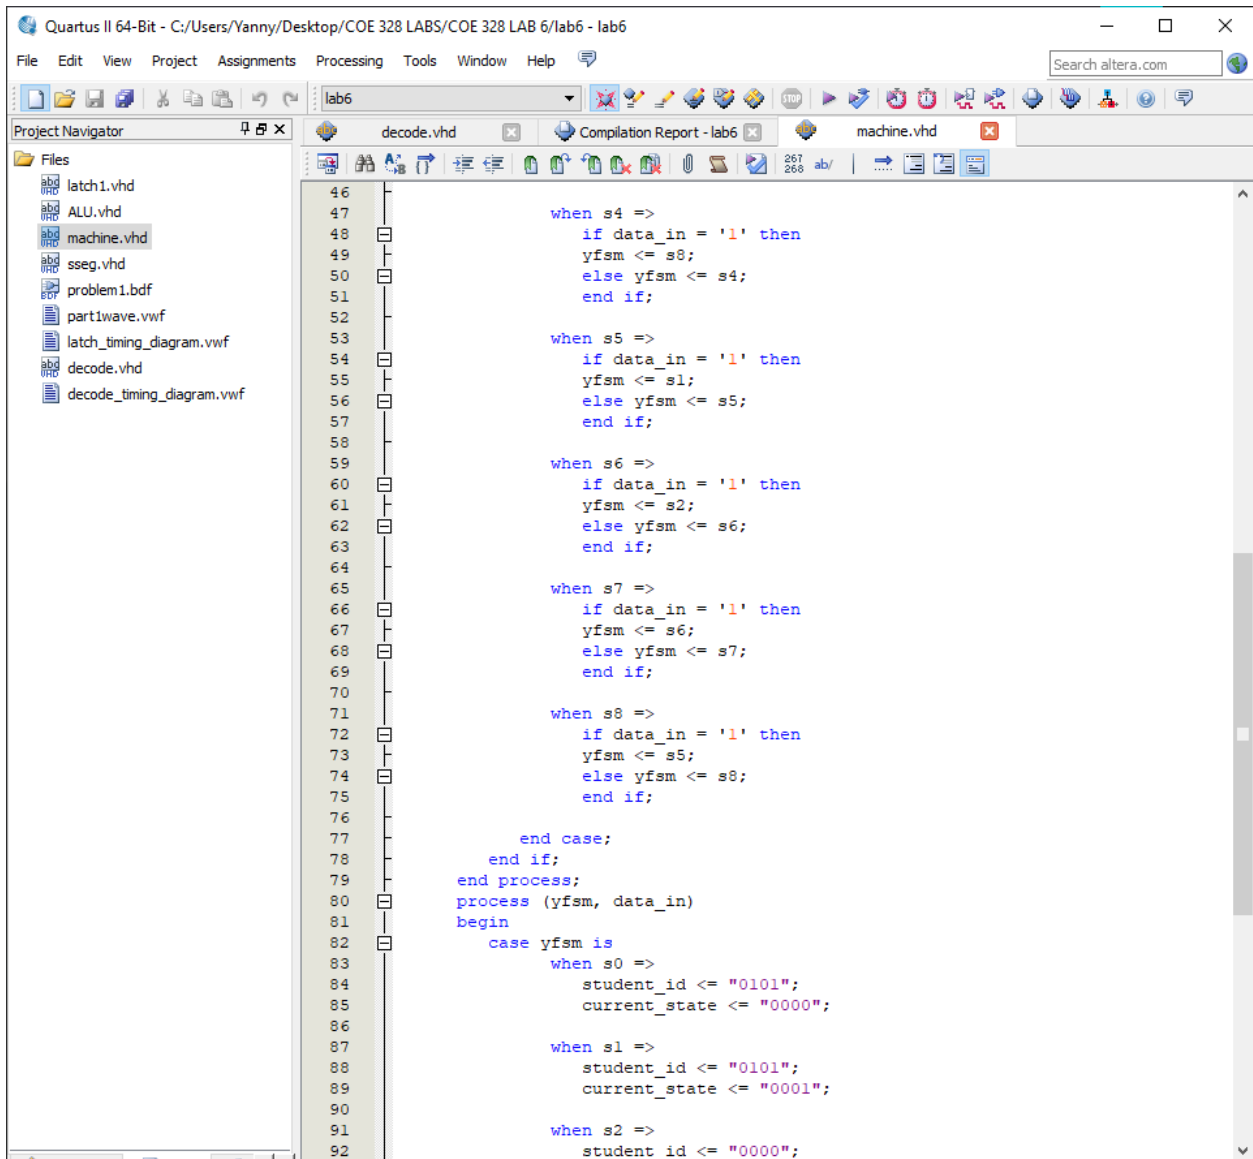 Quartus II 64-Bit - C:/Users/Yanny/Desktop/COE 328 LABS/COE 328 LAB 6/lab6 - lab6
File Edit View Project Assignments Processing Tools Window Help
Search altera.com
lab6
STOP
Project Navigator
decode.vhd
Compilation Report - lab6
machine.vhd
Files
latch1.vhd
ALU.vhd
machine.vhd
sseg.vhd
problem1.bdf
part1wave.vwf
latch_timing_diagram.vwf
decode.vhd
decode_timing_diagram.vwf
267
268
ab/
46
47 when s4 =>
48 if data_in = '1' then
49 yfsm <= s8;
50 else yfsm <= s4;
51 end if;
52
53 when s5 =>
54 if data_in = '1' then
55 yfsm <= s1;
56 else yfsm <= s5;
57 end if;
58
59 when s6 =>
60 if data_in = '1' then
61 yfsm <= s2;
62 else yfsm <= s6;
63 end if;
64
65 when s7 =>
66 if data_in = '1' then
67 yfsm <= s6;
68 else yfsm <= s7;
69 end if;
70
71 when s8 =>
72 if data_in = '1' then
73 yfsm <= s5;
74 else yfsm <= s8;
75 end if;
76
77 end case;
78 end if;
79 end process;
80 process (yfsm, data_in)
81 begin
82 case yfsm is
83 when s0 =>
84 student_id <= "0101";
85 current_state <= "0000";
86
87 when s1 =>
88 student_id <= "0101";
89 current_state <= "0001";
90
91 when s2 =>
92 student_id <= "0000";